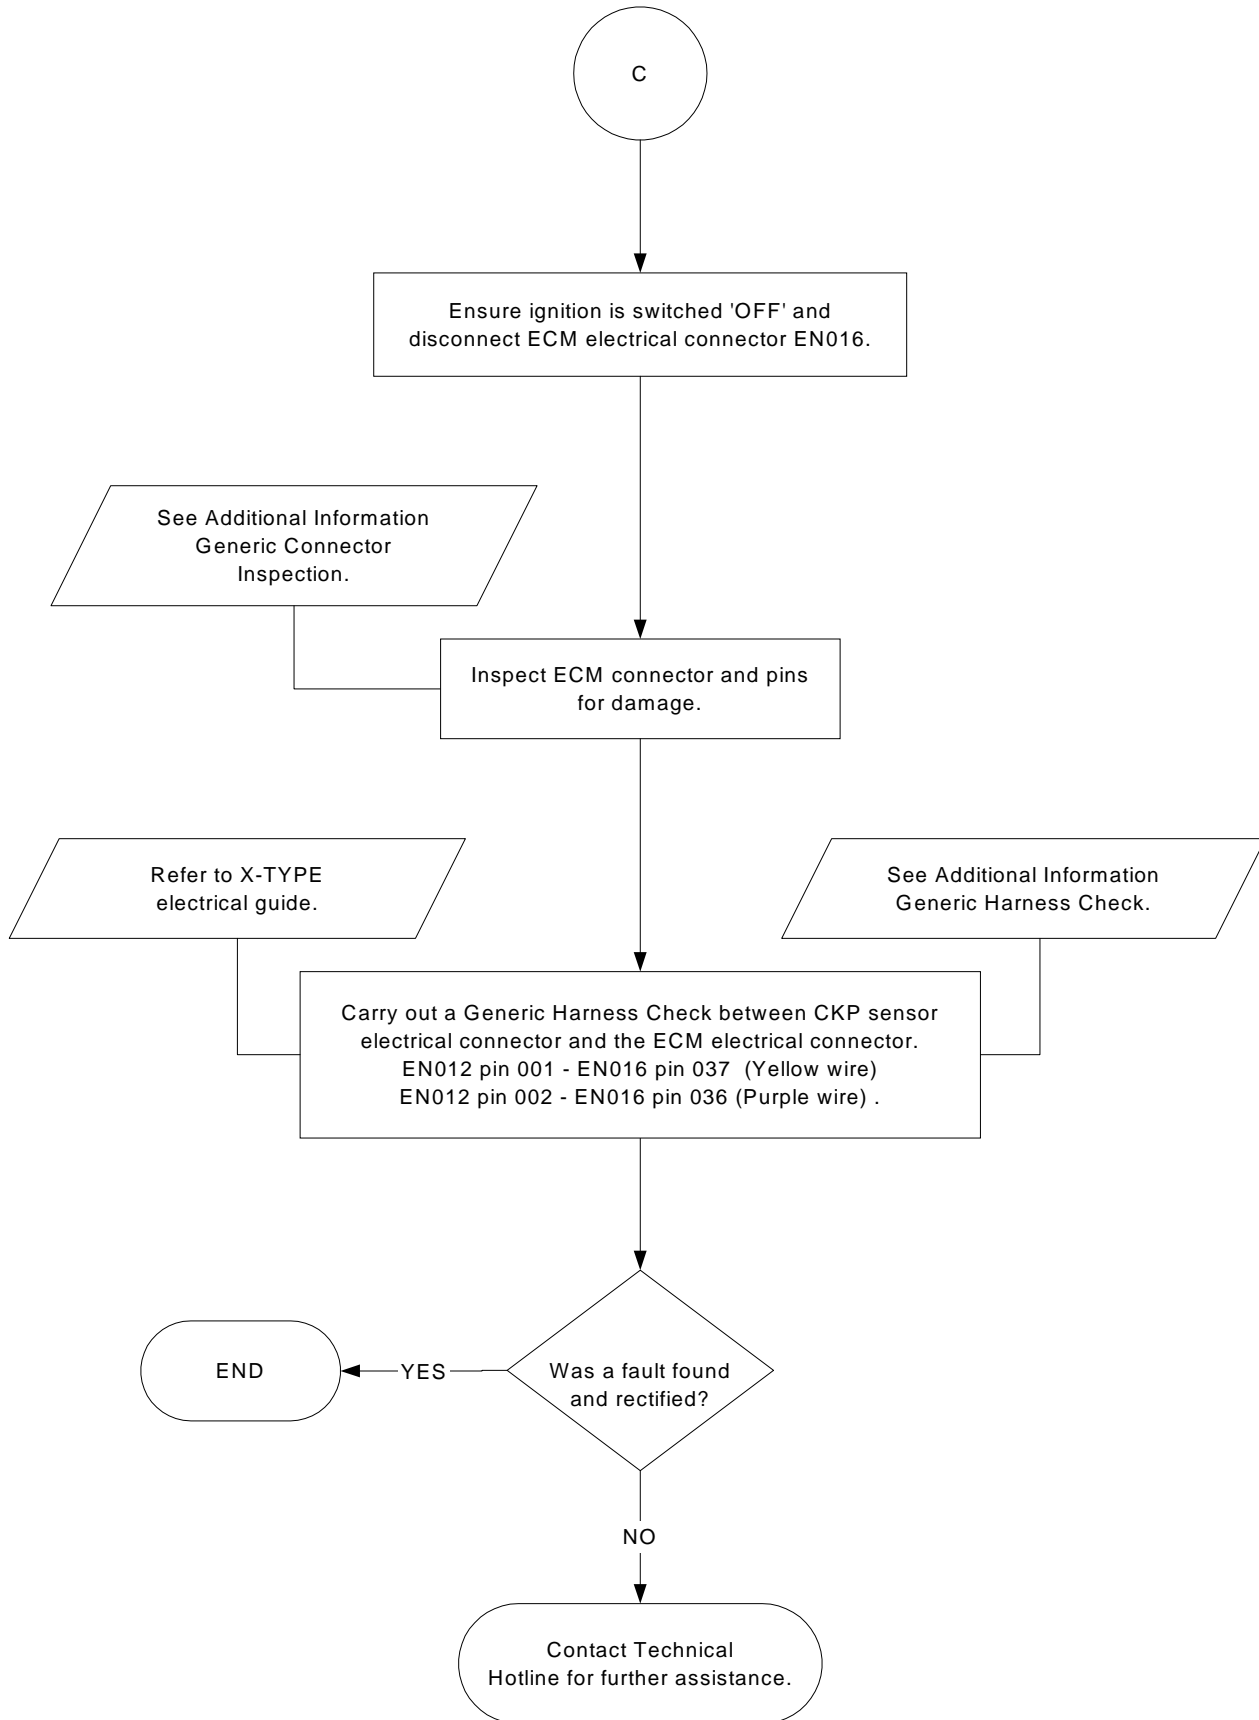 C
Ensure ignition is switched 'OFF' and
disconnect ECM electrical connector EN016.
See Additional Information
Generic Connector
Inspection.
Inspect ECM connector and pins
for damage.
Refer to X-TYPE
electrical guide.
See Additional Information
Generic Harness Check.
Carry out a Generic Harness Check between CKP sensor
electrical connector and the ECM electrical connector.
EN012 pin 001 - EN016 pin 037  (Yellow wire)
EN012 pin 002 - EN016 pin 036 (Purple wire) .
Was a fault found
and rectified?
YES
END
NO
Contact Technical
Hotline for further assistance.